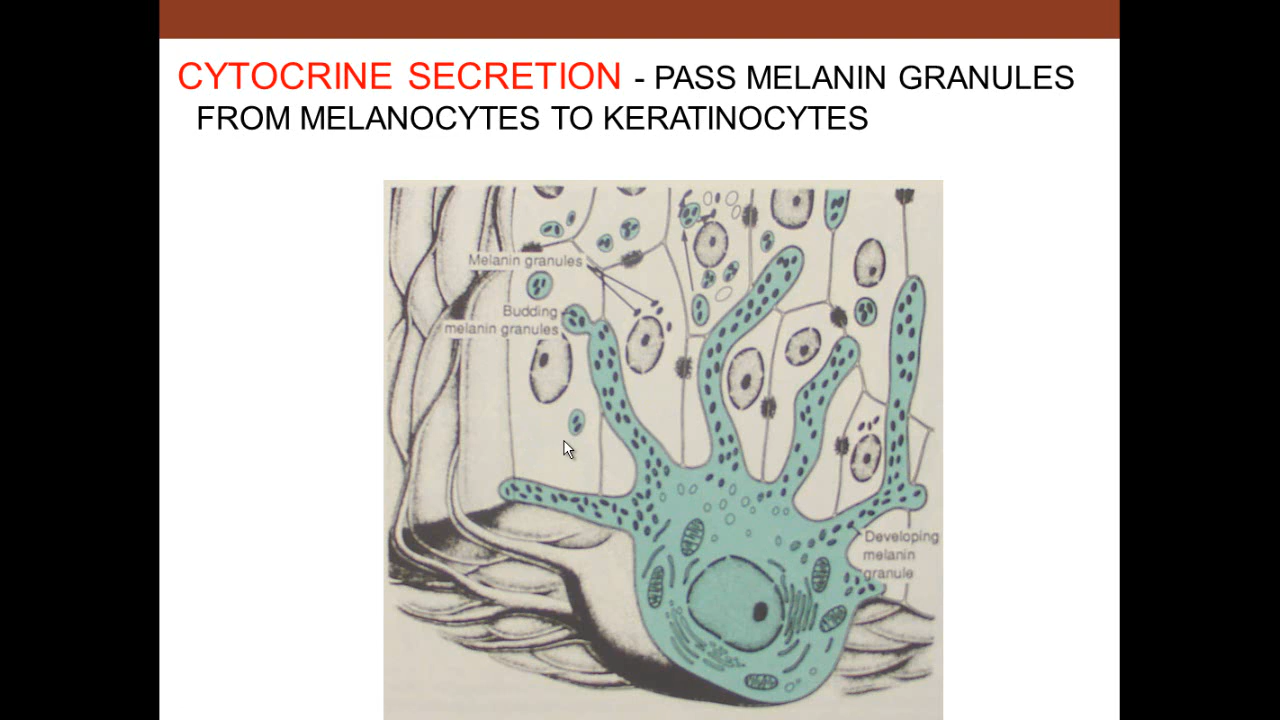 CYTOCRINE SECRETION - PASS MELANIN GRANULES
FROM MELANOCYTES TO KERATINOCYTES
Melanin granules
Budding
melanin granules
Developing
melanin
granule